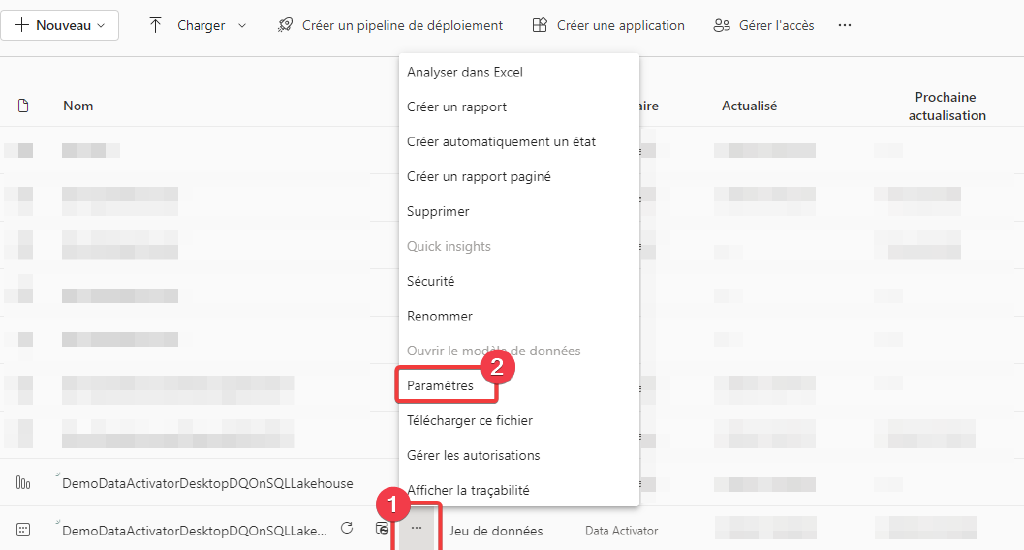 Nouveau
Charger
Créer un pipeline de déploiement
Créer une application
Gérer l'accès
Nom
aire
Actualisé
Prochaine
actualisation
Analyser dans Excel
Créer un rapport
Créer automatiquement un état
Créer un rapport paginé
Supprimer
Quick insights
Sécurité
Renommer
Ouvrir le modèle de données
2
Paramètres
Télécharger ce fichier
Gérer les autorisations
Afficher la traçabilité
DemoDataActivatorDesktopDQOnSQLLakehouse
1
DemoDataActivatorDesktopDQOnSQLLake...
Jeu de données
Data Activator